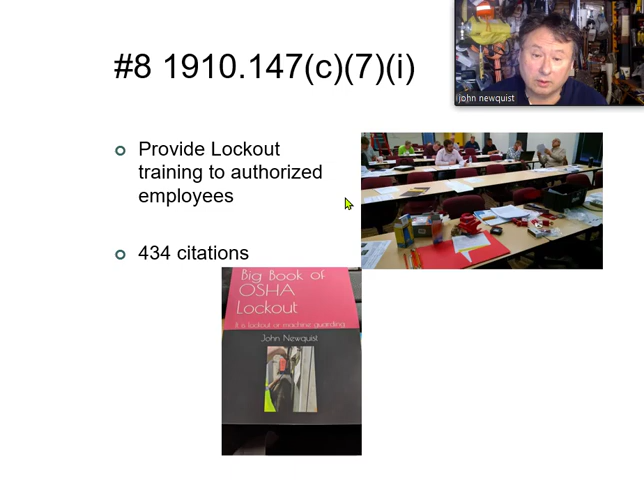 #8 1910.147(c)(7)(i)
john newquist
Provide Lockout
training to authorized
employees
434 citations
Big Book of
OSHA
Lockout
It is lockout or machine guarding
John Newquist